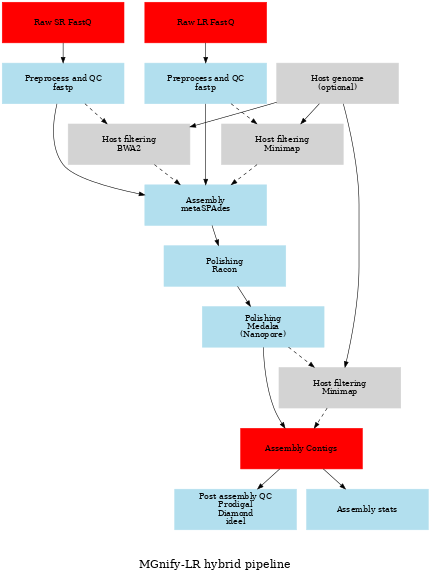 Raw SR FastQ
Raw LR FastQ
Preprocess and QC
fastp
Preprocess and QC
fastp
Host genome
(optional)
Host filtering
BWA2
Host filtering
Minimap
Assembly
metaSPAdes
Polishing
Racon
Polishing
Medaka
(Nanopore)
Host filtering
Minimap
Assembly Contigs
Post assembly QC
Prodigal
Diamond
ideel
Assembly stats
MGnify-LR hybrid pipeline